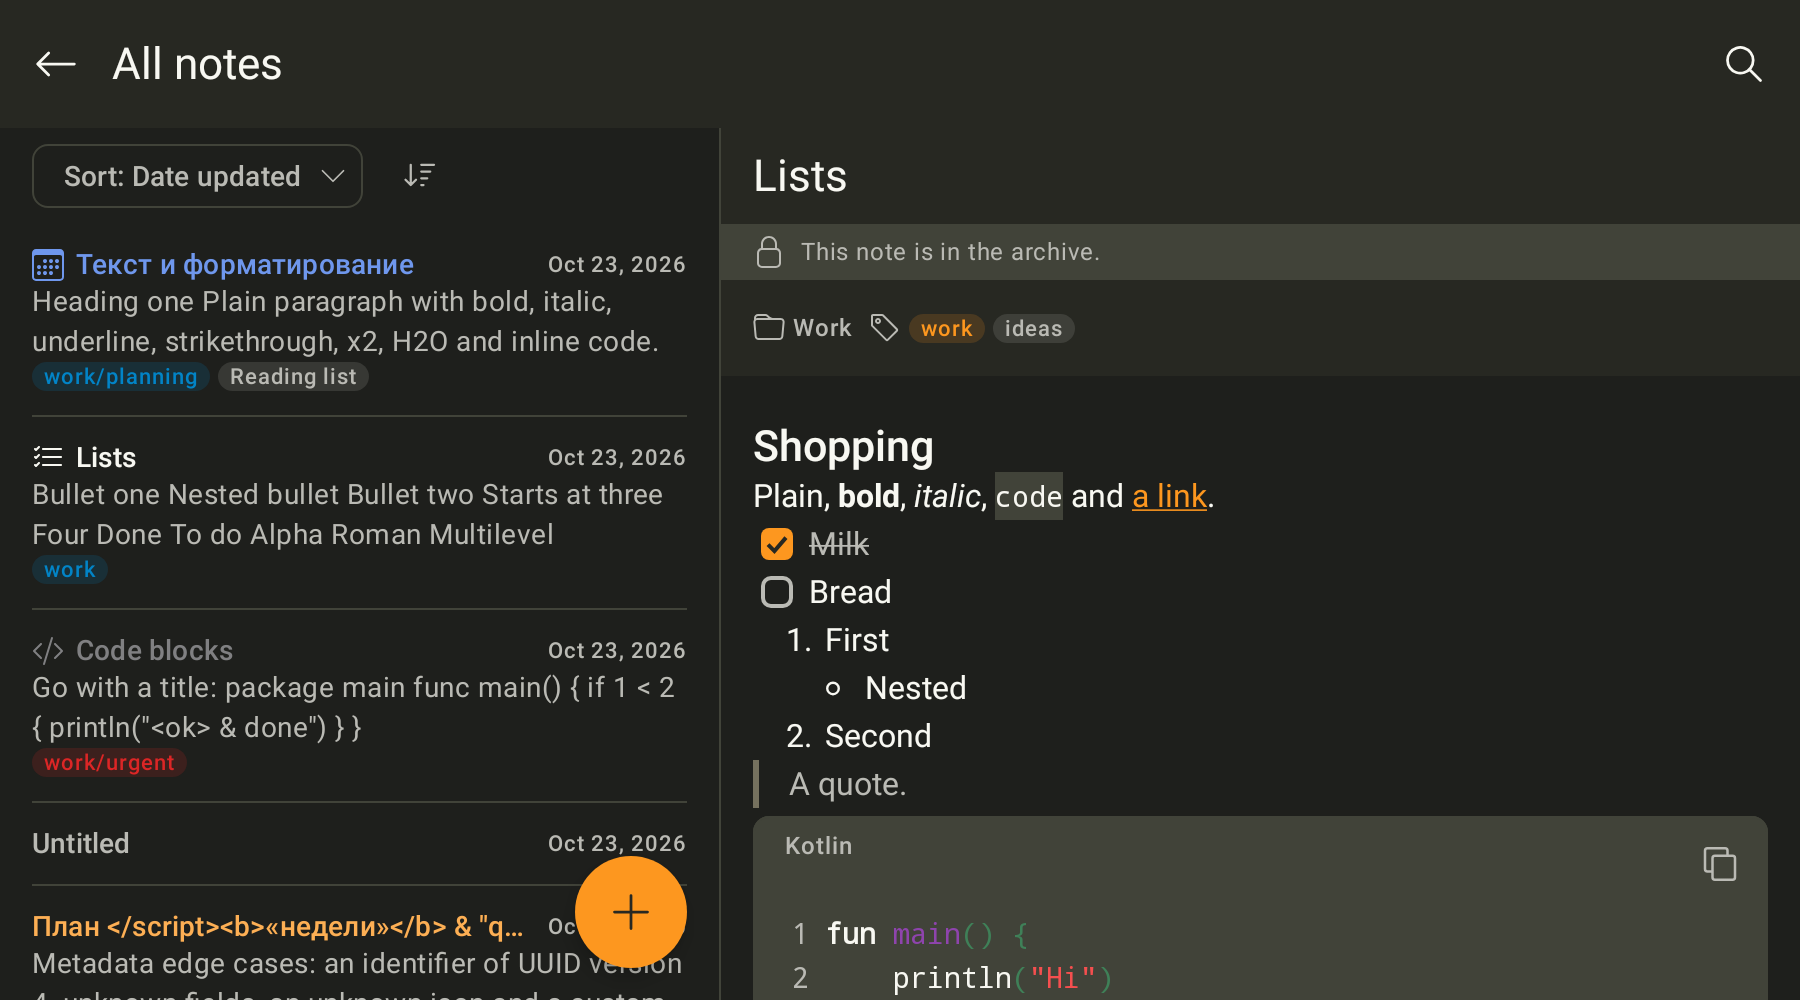 All notes
Sort: Date updated
Текст и форматирование Oct 23, 2026
Heading one Plain paragraph with bold, italic,
underline, strikethrough, x2, H2O and inline code.
work/planning Reading list
Lists Oct 23, 2026
Bullet one Nested bullet Bullet two Starts at three
Four Done To do Alpha Roman Multilevel
work
Code blocks Oct 23, 2026
Go with a title: package main func main() { if 1 < 2
{ println("<ok> & done") } }
work/urgent
Untitled Oct 23, 2026
План </script><b>«недели»</b> & "q...
Metadata edge cases: an identifier of UUID version
Lists
This note is in the archive.
Work work ideas
Shopping
Plain, bold, italic, code and a link.
Milk
Bread
1. First
Nested
2. Second
A quote.
Kotlin
1 fun main() {
2 println("Hi")